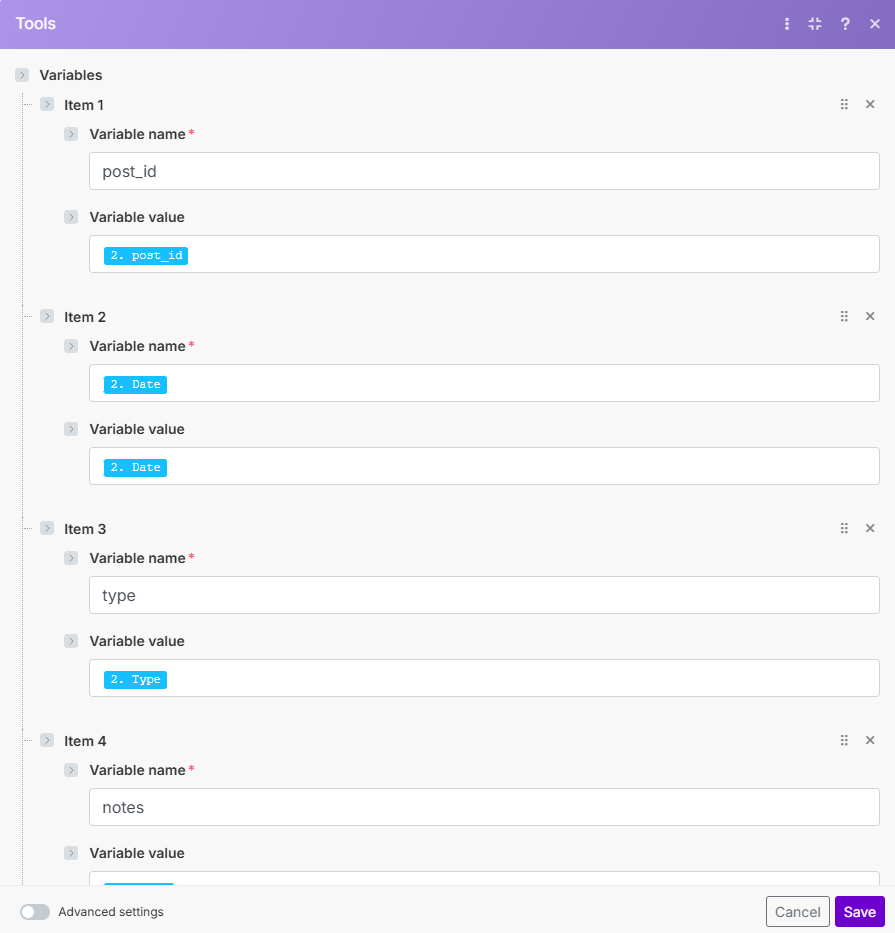 Tools
Variables
Item 1
Variable name*
post_id
Variable value
2. post_id
Item 2
Variable name*
2. Date
Variable value
2. Date
Item 3
Variable name*
type
Variable value
2. Type
Item 4
Variable name*
notes
Variable value
Advanced settings
Cancel
Save